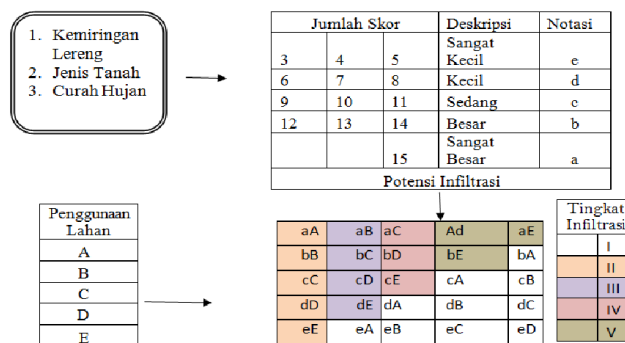 1. Kemiringan
Lereng
2. Jenis Tanah
3. Curah Hujan
Jumlah Skor Deskripsi Notasi
3 4 5 Sangat Kecil e
6 7 8 Kecil d
9 10 11 Sedang c
12 13 14 Besar b
15 Sangat Besar a
Potensi Infiltrasi
Penggunaan
Lahan
A
B
C
D
E
aA aB aC Ad aE
bB bC bD bE bA
cC cD cE cA cB
dD dE dA dB dC
eE eA eB eC eD
Tingkat
Infiltrasi
I
II
III
IV
V